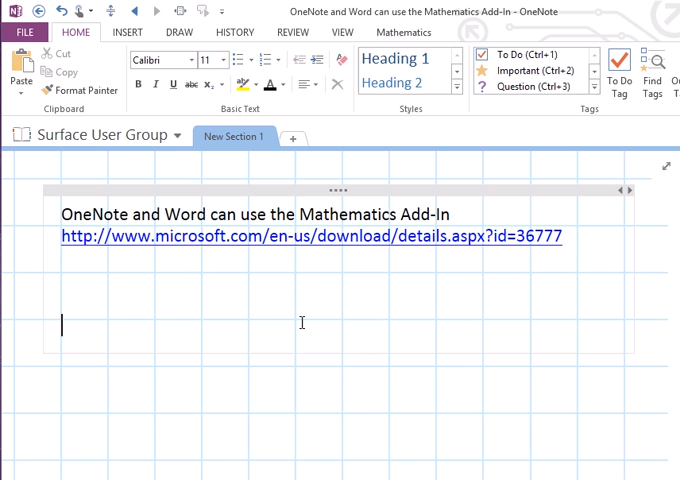 OneNote and Word can use the Mathematics Add-In - OneNote
FILE HOME INSERT DRAW HISTORY REVIEW VIEW Mathematics
Paste
Cut
Copy
Format Painter
Clipboard
Calibri 11
B I U abc x₂ A
Basic Text
Heading 1
Heading 2
Styles
To Do (Ctrl+1)
Important (Ctrl+2)
Question (Ctrl+3)
To Do
Tag
Find
Tags
Tags
Surface User Group New Section 1
OneNote and Word can use the Mathematics Add-In
http://www.microsoft.com/en-us/download/details.aspx?id=36777